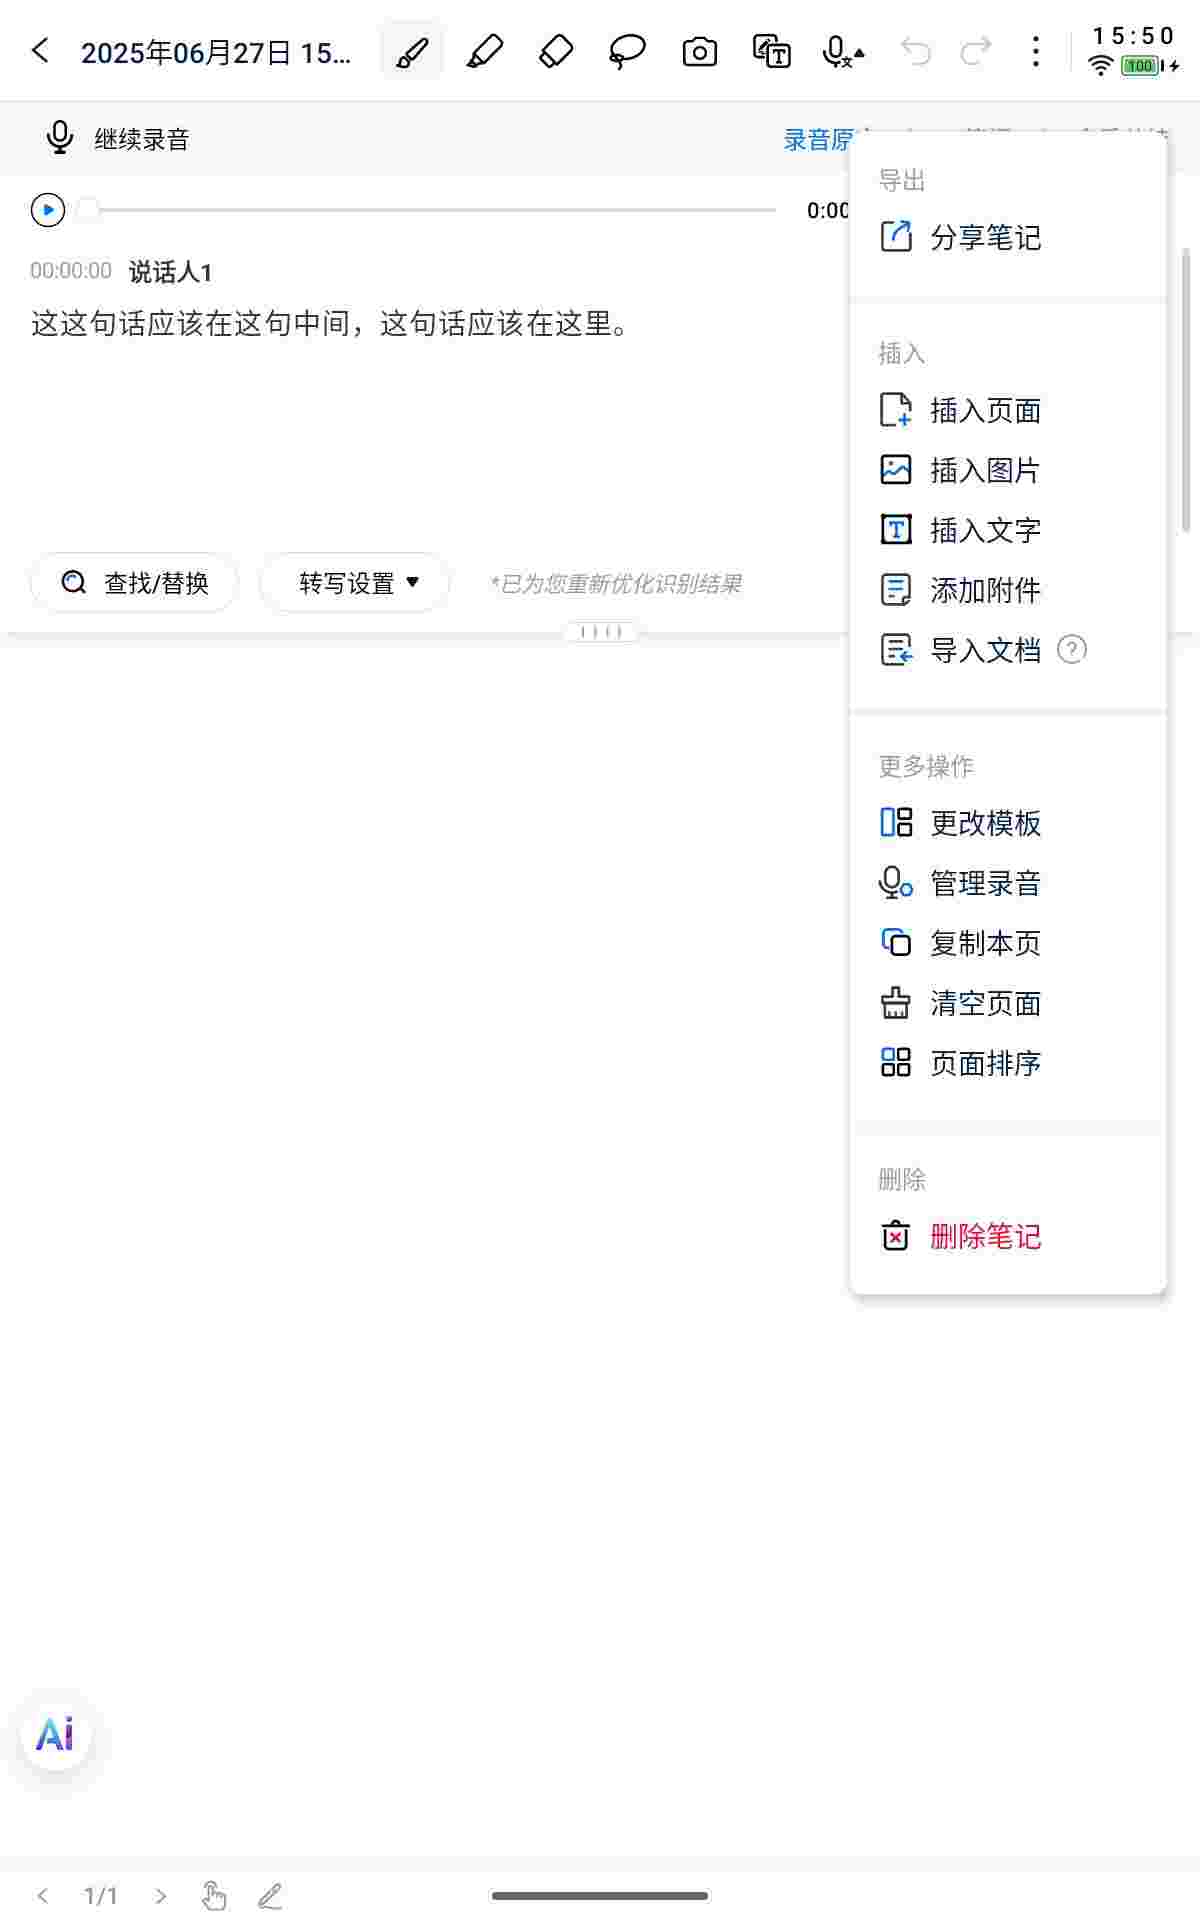 2025年06月27日 15...
15:50
100
继续录音
录音原
0:00
00:00:00 说话人1
这这句话应该在这句中间，这句话应该在这里。
查找/替换
转写设置
*已为您重新优化识别结果
导出
分享笔记
插入
插入页面
插入图片
插入文字
添加附件
导入文档
更多操作
更改模板
管理录音
复制本页
清空页面
页面排序
删除
删除笔记
Ai
1/1